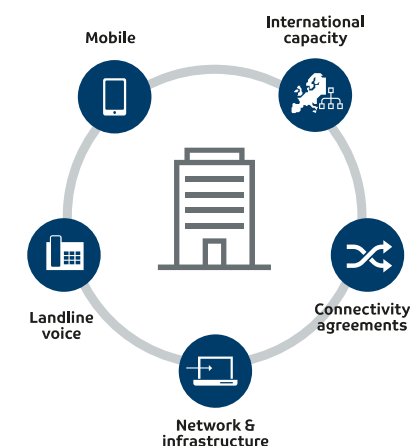 Mobile
International
capacity
Landline
voice
Connectivity
agreements
Network &
infrastructure